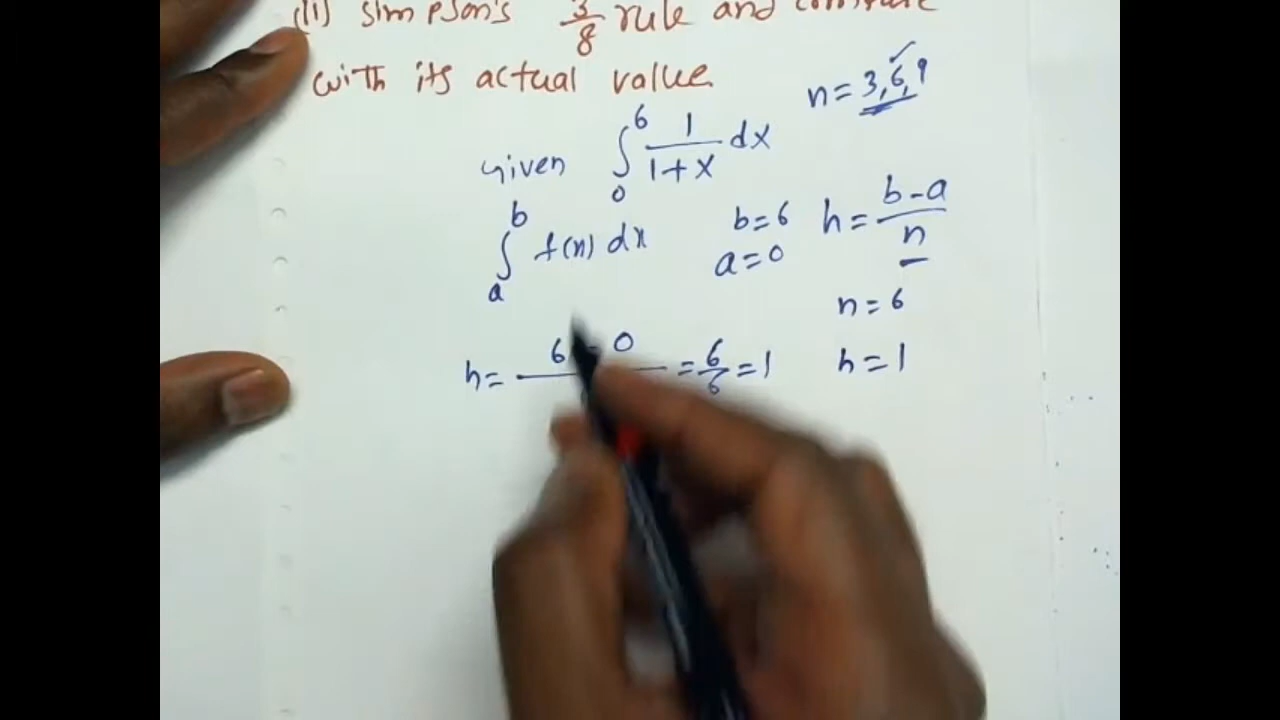 (ii) Simpson's 3/8 rule and
with its actual value
n = 3, 6, 9
Given ∫₀⁶ 1/(1+x) dx
∫ₐᵇ f(x) dx
b = 6
a = 0
h = (b-a)/n
n = 6
h = 6 - 0 = 6/6 = 1
h = 1